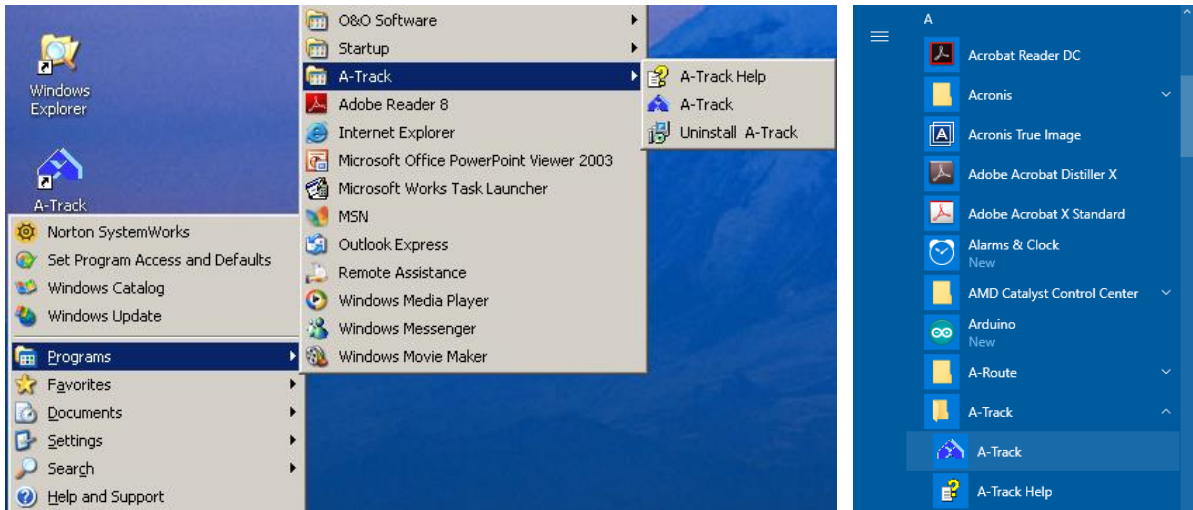 Windows
Explorer
A-Track
Norton SystemWorks
Set Program Access and Defaults
Windows Catalog
Windows Update
Programs
Favorites
Documents
Settings
Search
Help and Support
O&O Software
Startup
A-Track
Adobe Reader 8
Internet Explorer
Microsoft Office PowerPoint Viewer 2003
Microsoft Works Task Launcher
MSN
Outlook Express
Remote Assistance
Windows Media Player
Windows Messenger
Windows Movie Maker
A-Track Help
A-Track
Uninstall A-Track
A
Acrobat Reader DC
Acronis
Acronis True Image
Adobe Acrobat Distiller X
Adobe Acrobat X Standard
Alarms & Clock
New
AMD Catalyst Control Center
Arduino
New
A-Route
A-Track
A-Track
A-Track Help